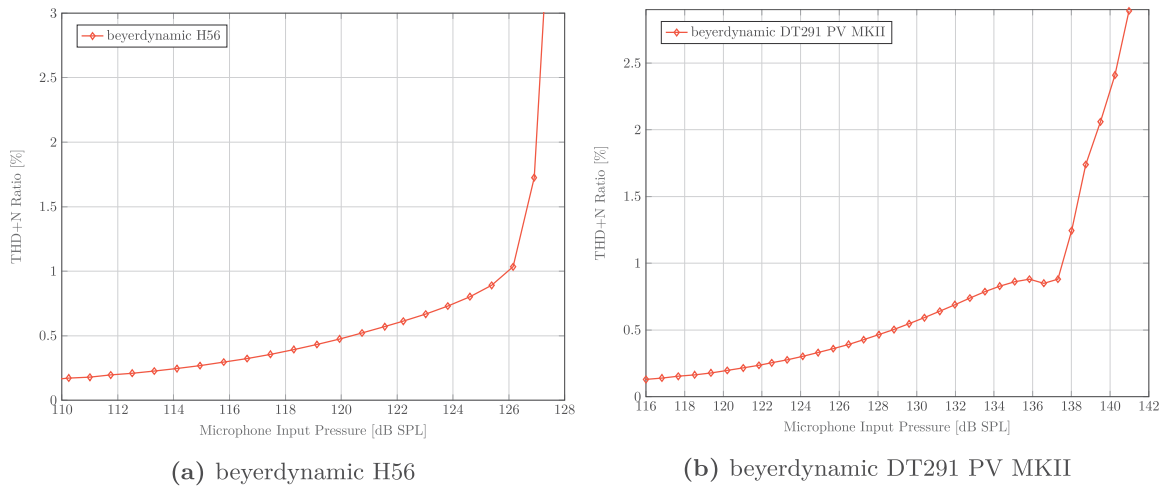 3
2.5
2
1.5
1
0.5
0
THD+N Ratio [%]
beyerdynamic H56
110 112 114 116 118 120 122 124 126 128
Microphone Input Pressure [dB SPL]
(a) beyerdynamic H56
2.5
2
1.5
1
0.5
0
THD+N Ratio [%]
beyerdynamic DT291 PV MKII
116 118 120 122 124 126 128 130 132 134 136 138 140 142
Microphone Input Pressure [dB SPL]
(b) beyerdynamic DT291 PV MKII